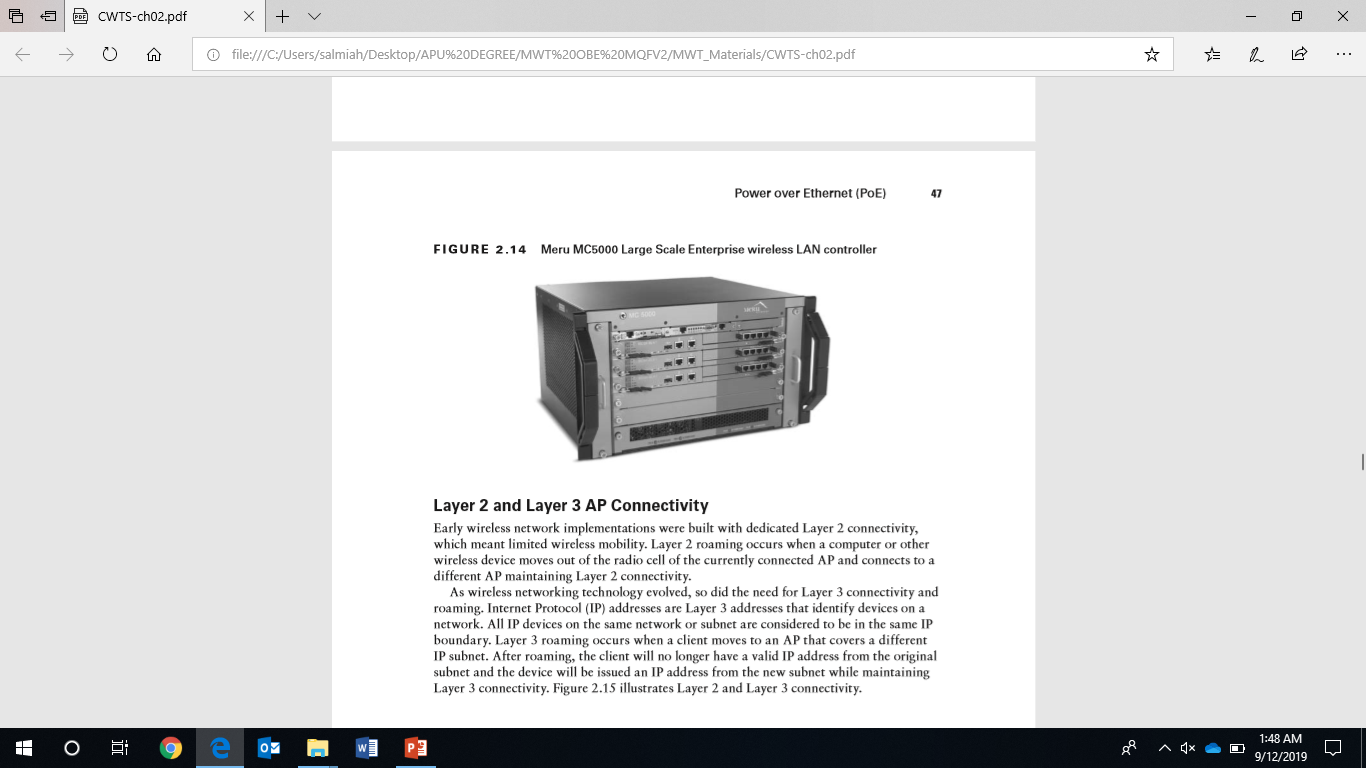 CWTS-ch02.pdf
file:///C:/Users/salmiah/Desktop/APU%20DEGREE/MWT%20OBE%20MQFV2/MWT_Materials/CWTS-ch02.pdf
Power over Ethernet (PoE) 47
FIGURE 2.14 Meru MC5000 Large Scale Enterprise wireless LAN controller
MC 5000
Layer 2 and Layer 3 AP Connectivity
Early wireless network implementations were built with dedicated Layer 2 connectivity,
which meant limited wireless mobility. Layer 2 roaming occurs when a computer or other
wireless device moves out of the radio cell of the currently connected AP and connects to a
different AP maintaining Layer 2 connectivity.
As wireless networking technology evolved, so did the need for Layer 3 connectivity and
roaming. Internet Protocol (IP) addresses are Layer 3 addresses that identify devices on a
network. All IP devices on the same network or subnet are considered to be in the same IP
boundary. Layer 3 roaming occurs when a client moves to an AP that covers a different
IP subnet. After roaming, the client will no longer have a valid IP address from the original
subnet and the device will be issued an IP address from the new subnet while maintaining
Layer 3 connectivity. Figure 2.15 illustrates Layer 2 and Layer 3 connectivity.
1:48 AM
9/12/2019